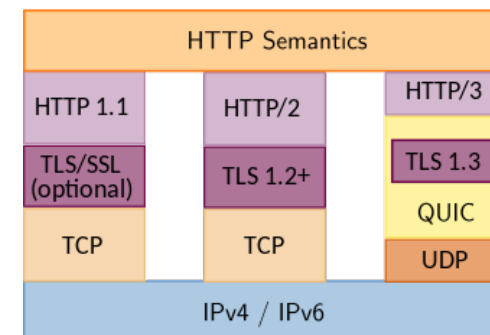 HTTP Semantics
HTTP 1.1
TLS/SSL
(optional)
TCP
HTTP/2
TLS 1.2+
TCP
HTTP/3
TLS 1.3
QUIC
UDP
IPv4 / IPv6